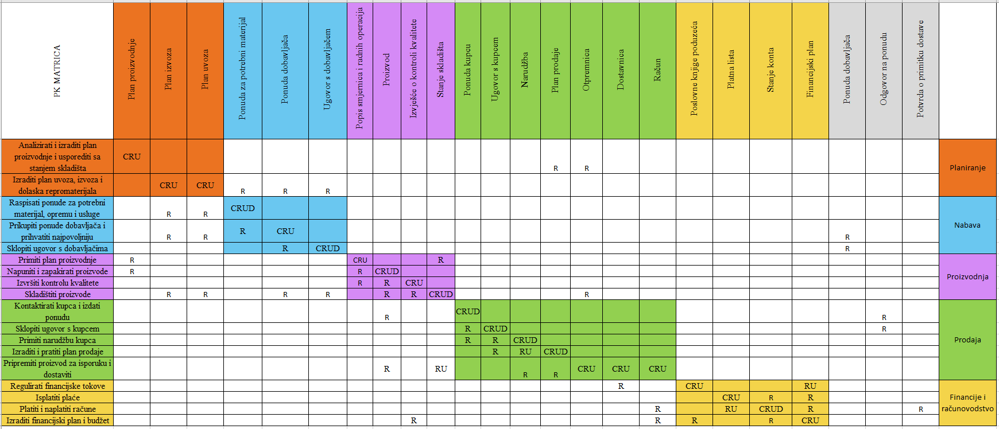 PK MATRICA
Plan proizvodnje
Plan izvoza
Plan uvoza
Ponuda za potrebni materijal
Ponuda dobavljača
Ugovor s dobavljačem
Popis smjernica i radnih operacija
Proizvod
Izvješće o kontroli kvalitete
Stanje skladišta
Ponuda kupcu
Ugovor s kupcem
Narudžba
Plan prodaje
Otpremnica
Dostavnica
Račun
Poslovne knjige poduzeća
Platna lista
Stanje konta
Financijski plan
Ponuda dobavljača
Odgovor na ponudu
Potvrda o primitku dostave
Analizirati i izraditi plan
proizvodnje i usporediti sa
stanjem skladišta
CRU R R
Planiranje
Izraditi plan uvoza, izvoza i
dolaska repromaterijala
CRU CRU R R R
Raspisati ponude za potrebni
materijal, opremu i usluge
R R CRUD
Nabava
Prikupiti ponude dobavljača i
prihvatiti najpovoljniju
R R R CRU R
Sklopiti ugovor s dobavljačima R CRUD R
Primiti plan proizvodnje R CRU R
Napuniti i zapakirati proizvode R R CRUD
Proizvodnja
Izvršiti kontrolu kvalitete R R CRU
Skladištiti proizvode R R R R R R CRUD R
Kontaktirati kupca i izdati
ponudu
R CRUD R
Sklopiti ugovor s kupcem R CRUD R
Primiti narudžbu kupca R R CRUD
Prodaja
Izraditi i pratiti plan prodaje R RU CRUD
Pripremiti proizvod za isporuku i
dostaviti
R RU R R CRU CRU CRU
Regulirati financijske tokove R CRU RU
Isplatiti plaće CRU R R
Financije i
računovodstvo
Platiti i naplatiti račune R RU CRUD R R
Izraditi financijski plan i budžet R R R R CRU